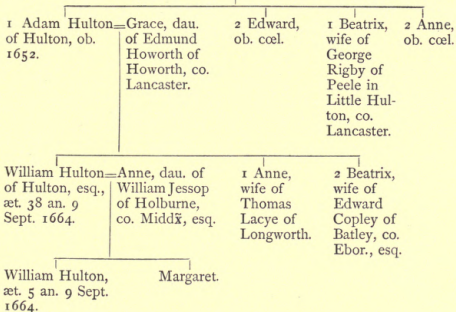 1 Adam Hulton=Grace, dau.
of Hulton, ob.
1652.
of Edmund
Howorth of
Howorth, co.
Lancaster.
2 Edward,
ob. cœl.
1 Beatrix,
wife of
George
Rigby of
Peele in
Little Hul-
ton, co.
Lancaster.
2 Anne,
ob. cœl.
William Hulton=Anne, dau. of
of Hulton, esq.,
æt. 38 an. 9
Sept. 1664.
William Jessop
of Holburne,
co. Middx̃, esq.
1 Anne,
wife of
Thomas
Lacye of
Longworth.
2 Beatrix,
wife of
Edward
Copley of
Batley, co.
Ebor., esq.
William Hulton,
æt. 5 an. 9 Sept.
1664.
Margaret.